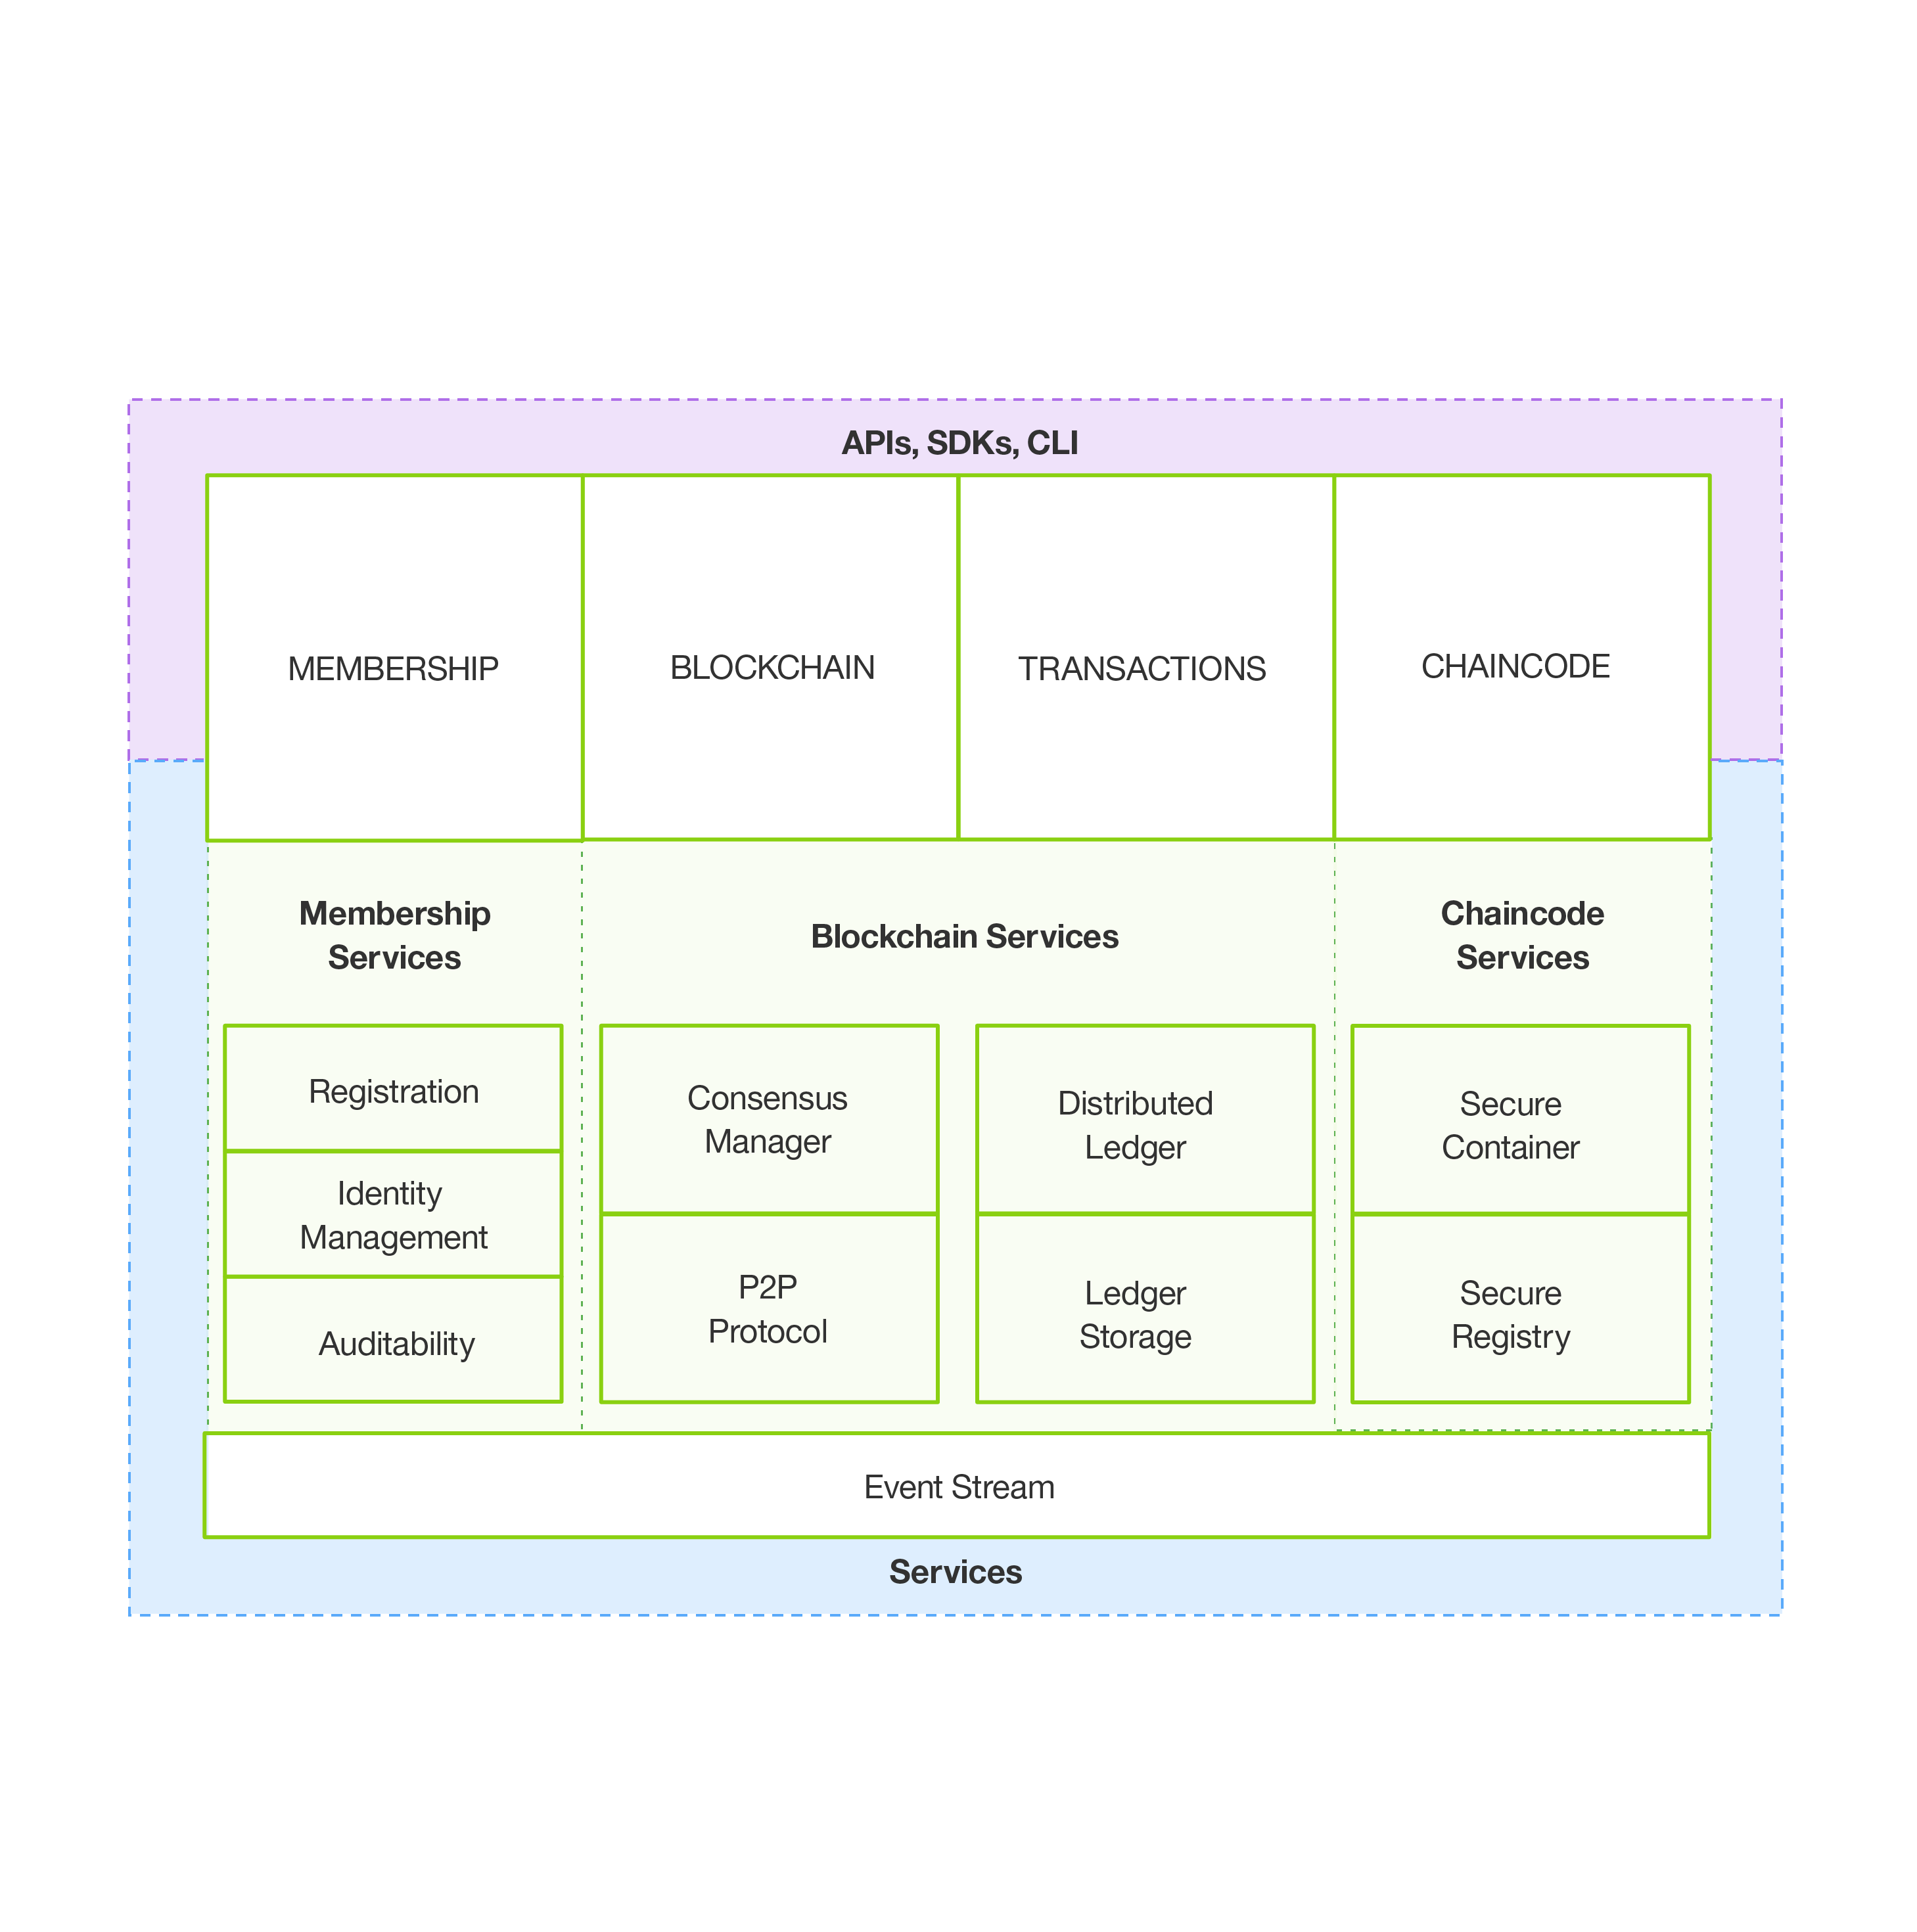 APIs, SDKs, CLI
MEMBERSHIP
BLOCKCHAIN
TRANSACTIONS
CHAINCODE
Membership
Services
Blockchain Services
Chaincode
Services
Registration
Identity
Management
Auditability
Consensus
Manager
P2P
Protocol
Distributed
Ledger
Ledger
Storage
Secure
Container
Secure
Registry
Event Stream
Services